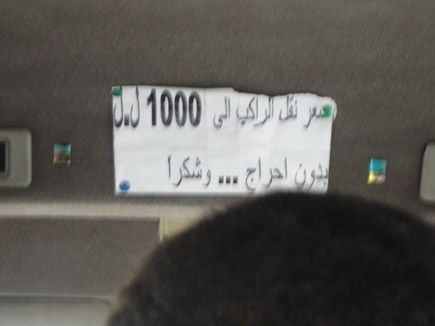 سعر نقل الراكب الى 1000 ل.ل
بدون احراج ... وشكرا